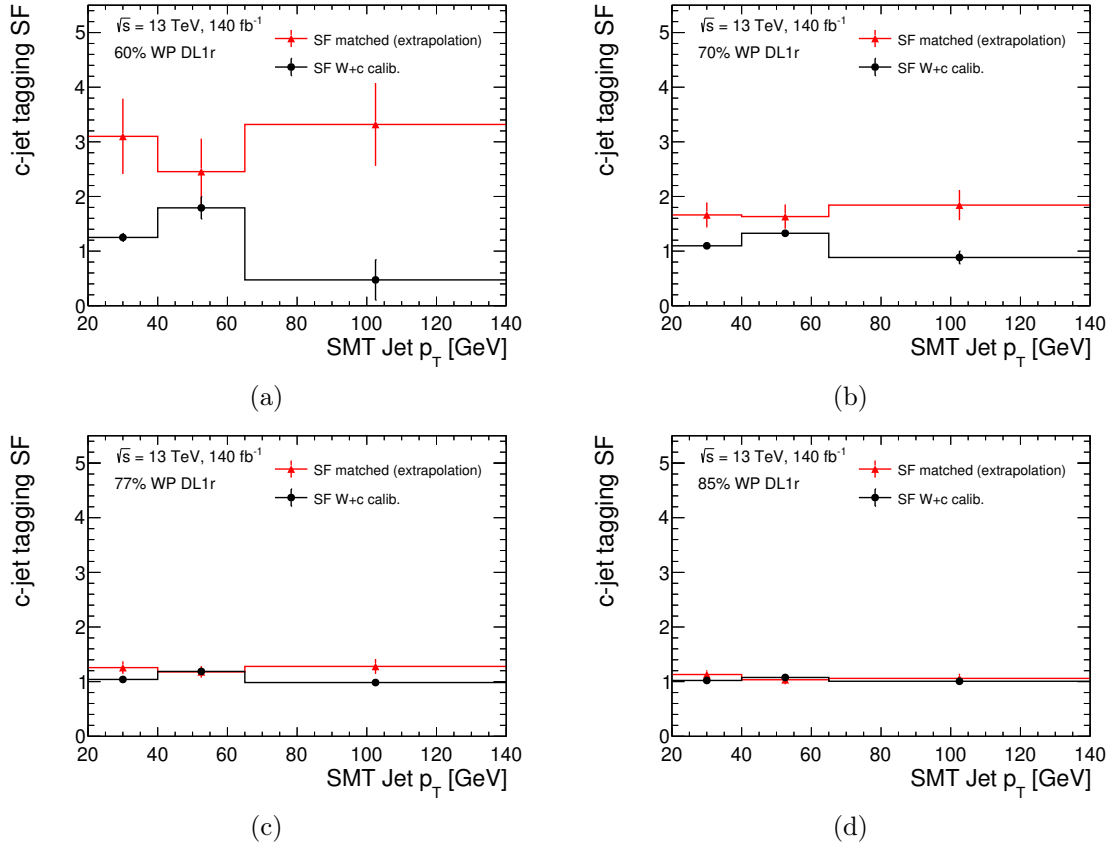 c-jet tagging SF
√s = 13 TeV, 140 fb⁻¹
60% WP DL1r
SF matched (extrapolation)
SF W+c calib.
5
4
3
2
1
0
20 40 60 80 100 120 140
SMT Jet p_T [GeV]
(a)
c-jet tagging SF
√s = 13 TeV, 140 fb⁻¹
70% WP DL1r
SF matched (extrapolation)
SF W+c calib.
5
4
3
2
1
0
20 40 60 80 100 120 140
SMT Jet p_T [GeV]
(b)
c-jet tagging SF
√s = 13 TeV, 140 fb⁻¹
77% WP DL1r
SF matched (extrapolation)
SF W+c calib.
5
4
3
2
1
0
20 40 60 80 100 120 140
SMT Jet p_T [GeV]
(c)
c-jet tagging SF
√s = 13 TeV, 140 fb⁻¹
85% WP DL1r
SF matched (extrapolation)
SF W+c calib.
5
4
3
2
1
0
20 40 60 80 100 120 140
SMT Jet p_T [GeV]
(d)